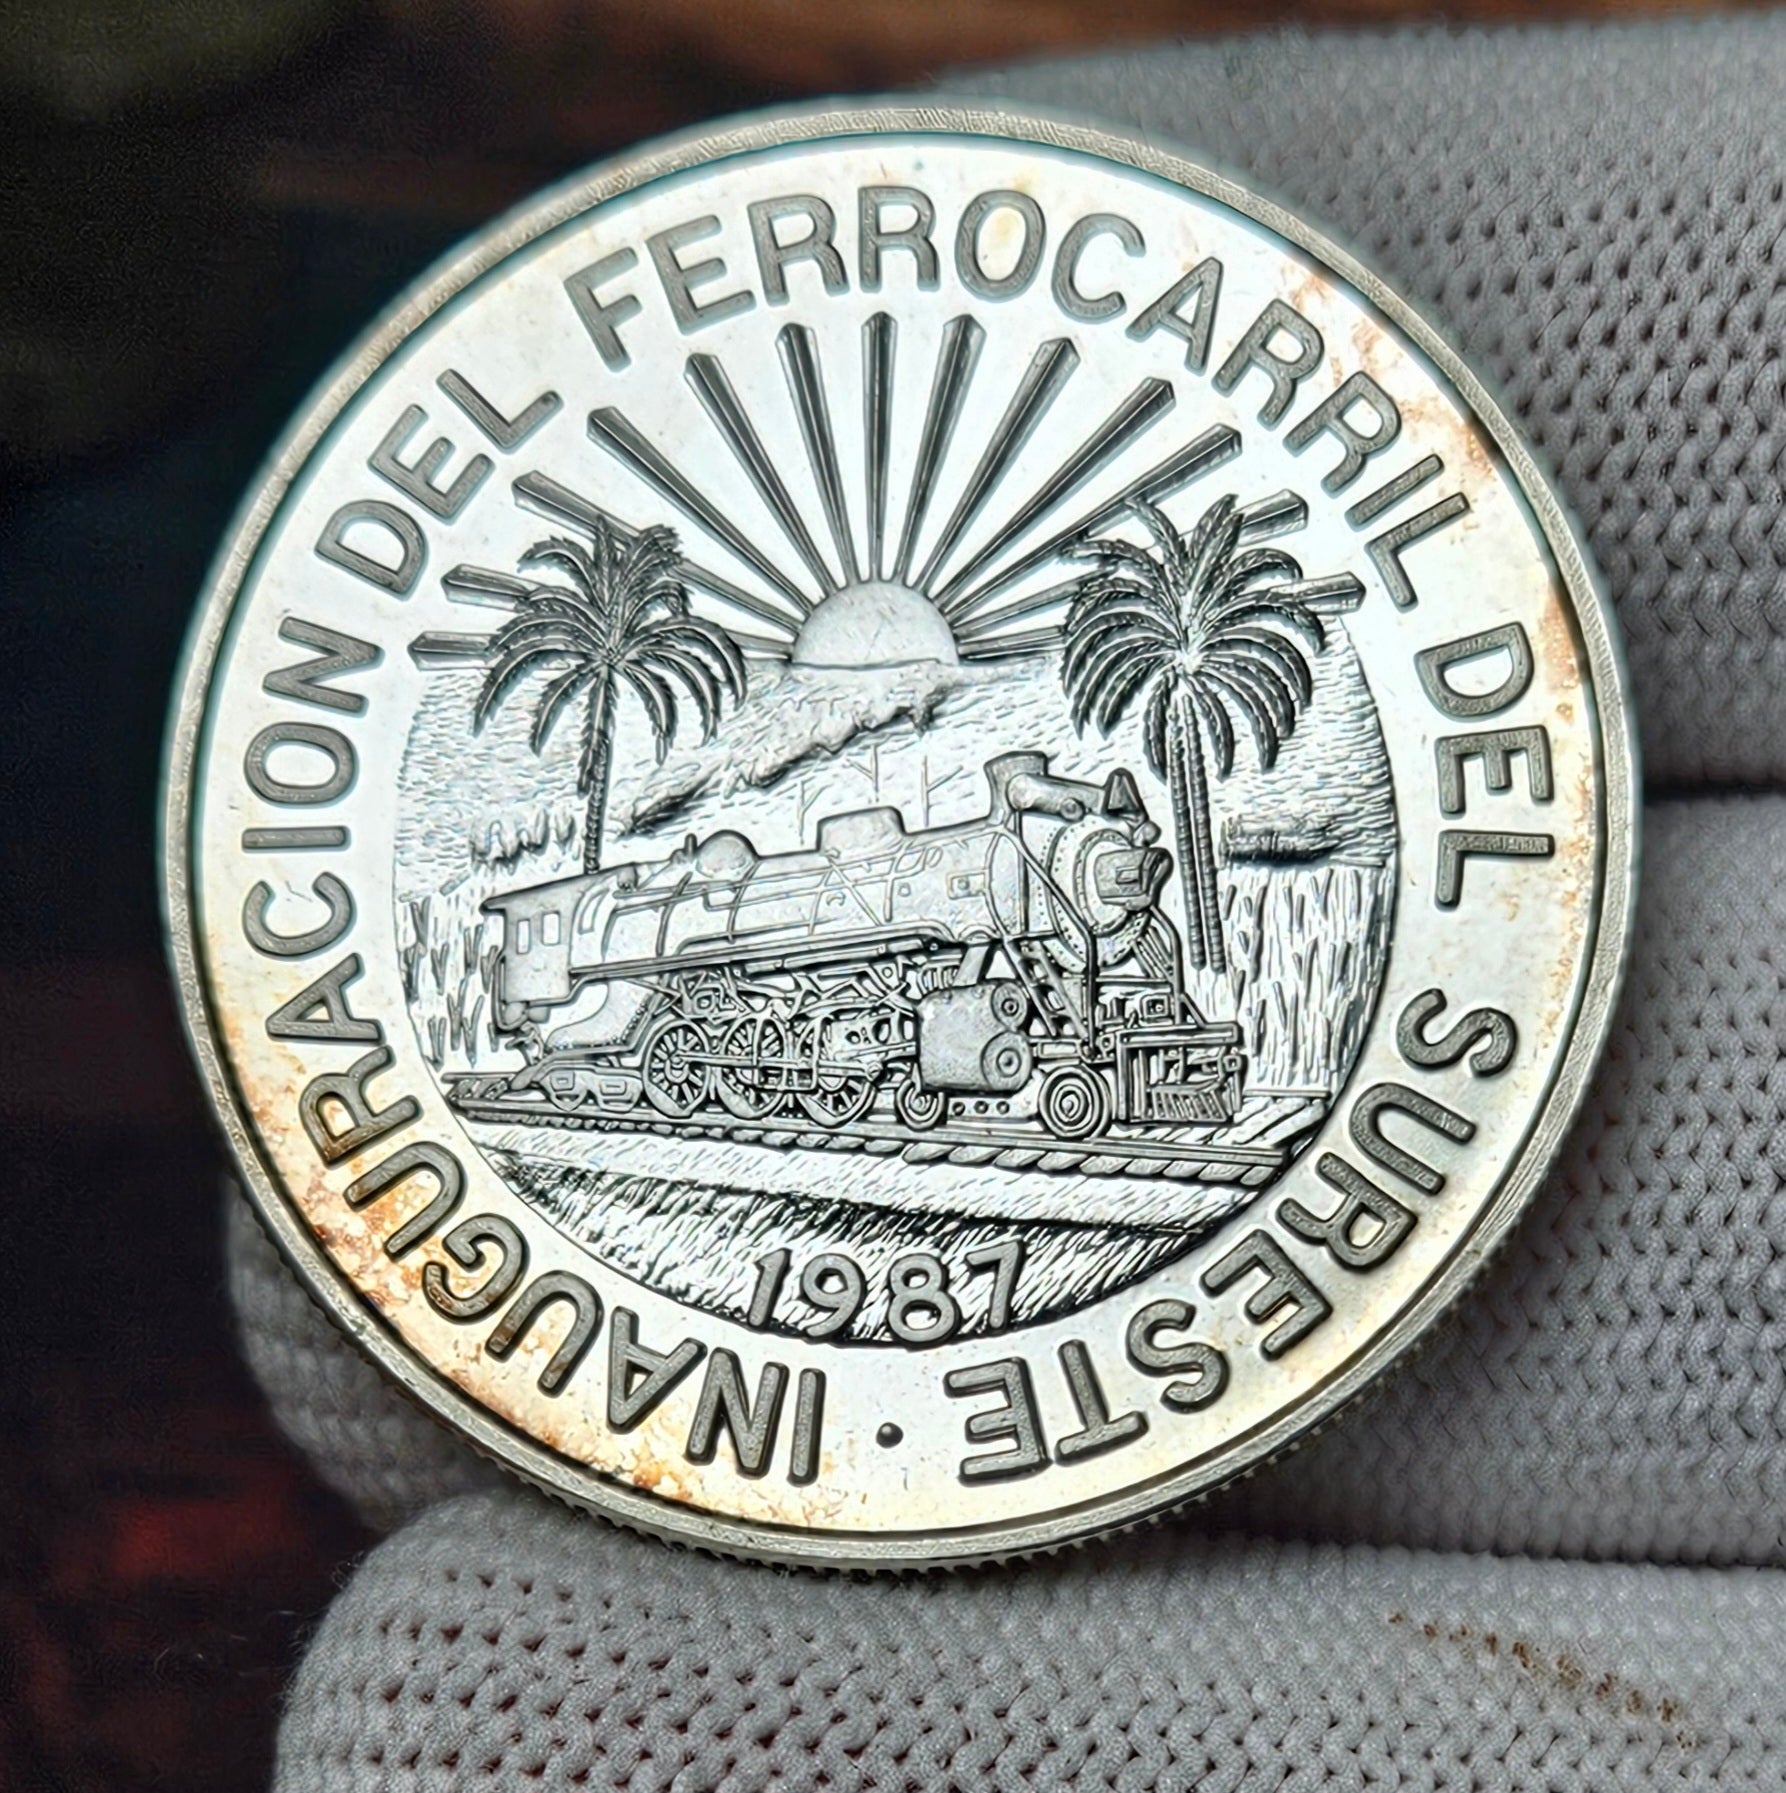 INAUGURACION DEL FERROCARRIL DEL SURESTE ·
1987